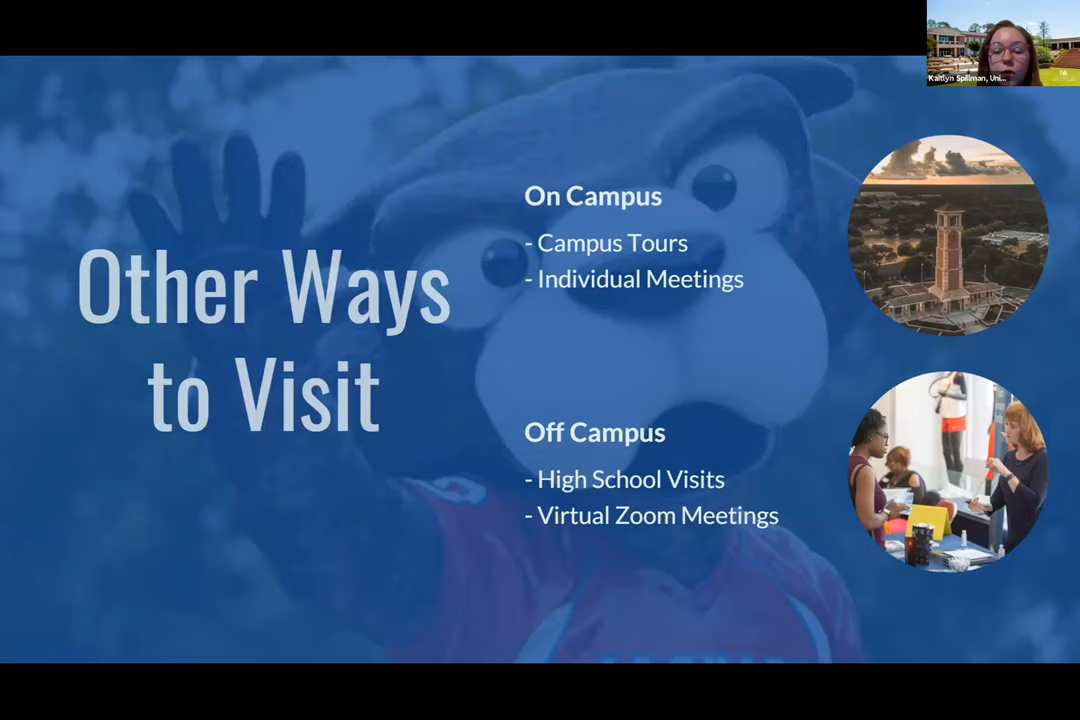 Kaitlyn Spillman, Uni...
Other Ways
to Visit
On Campus
- Campus Tours
- Individual Meetings
Off Campus
- High School Visits
- Virtual Zoom Meetings